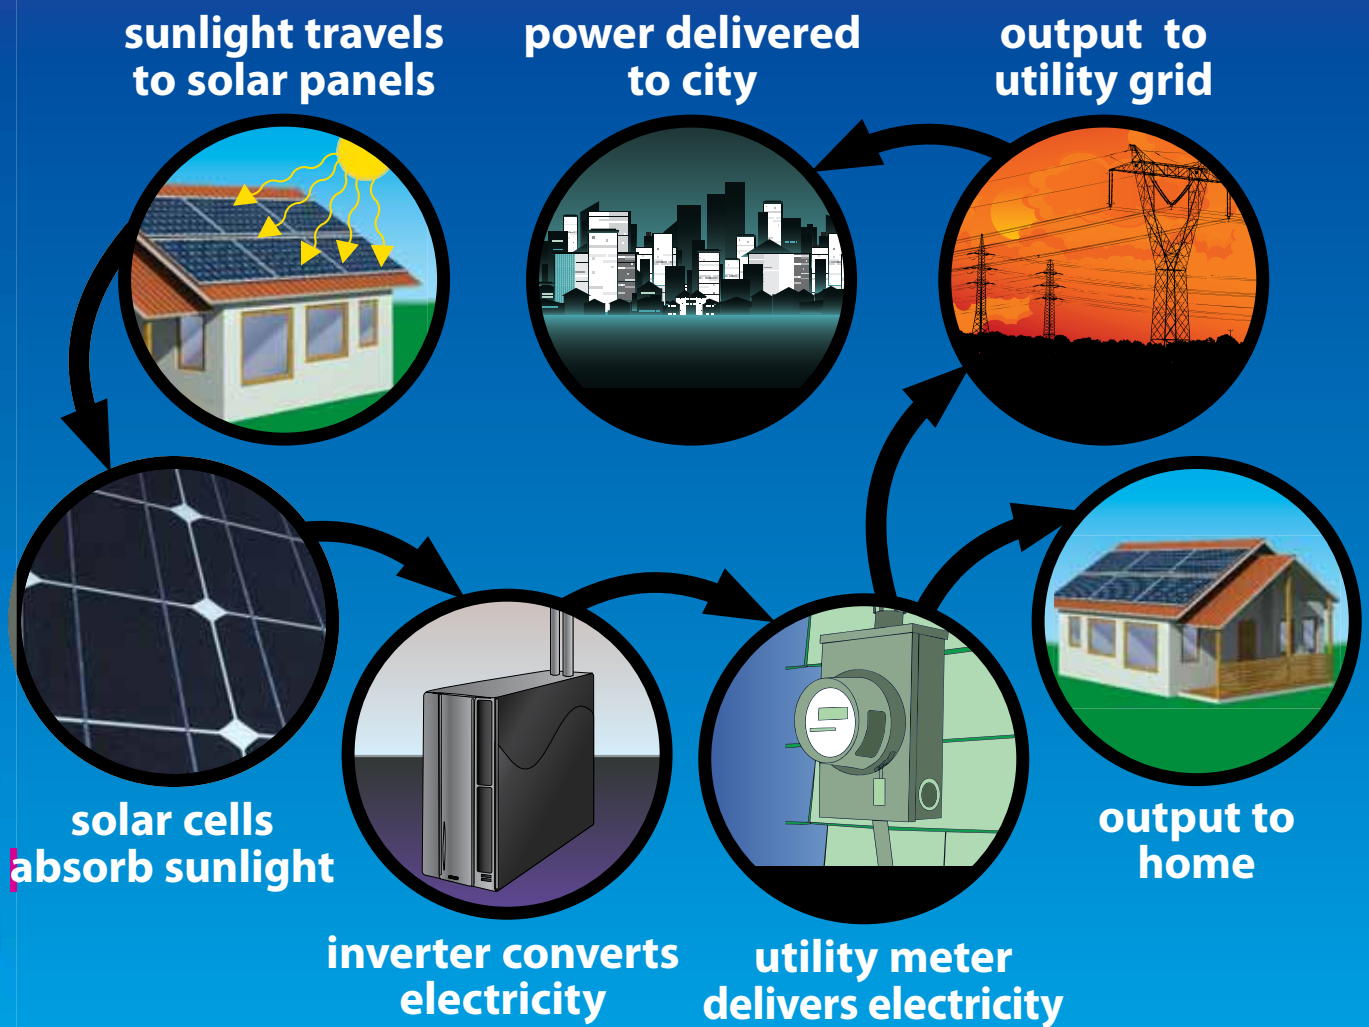 sunlight travels
to solar panels
power delivered
to city
output to
utility grid
solar cells
absorb sunlight
inverter converts
electricity
utility meter
delivers electricity
output to
home